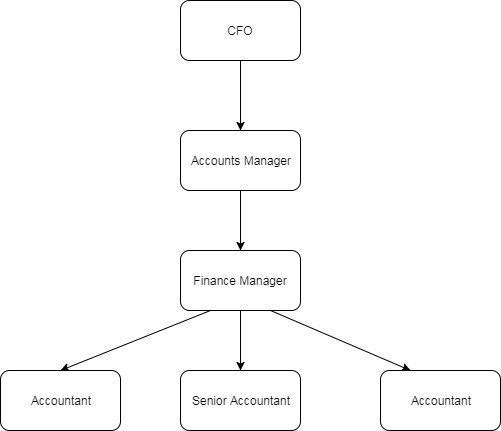 CFO
Accounts Manager
Finance Manager
Accountant
Senior Accountant
Accountant